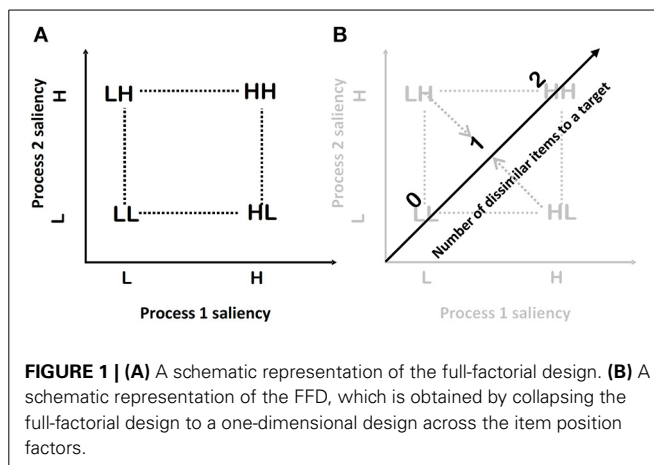 A
Process 2 saliency
H
L
LH
HH
LL
HL
L
H
Process 1 saliency
B
Process 2 saliency
H
L
LH
HH
LL
HL
0
1
2
Number of dissimilar items to a target
L
H
Process 1 saliency
FIGURE 1 | (A) A schematic representation of the full-factorial design. (B) A
schematic representation of the FFD, which is obtained by collapsing the
full-factorial design to a one-dimensional design across the item position
factors.